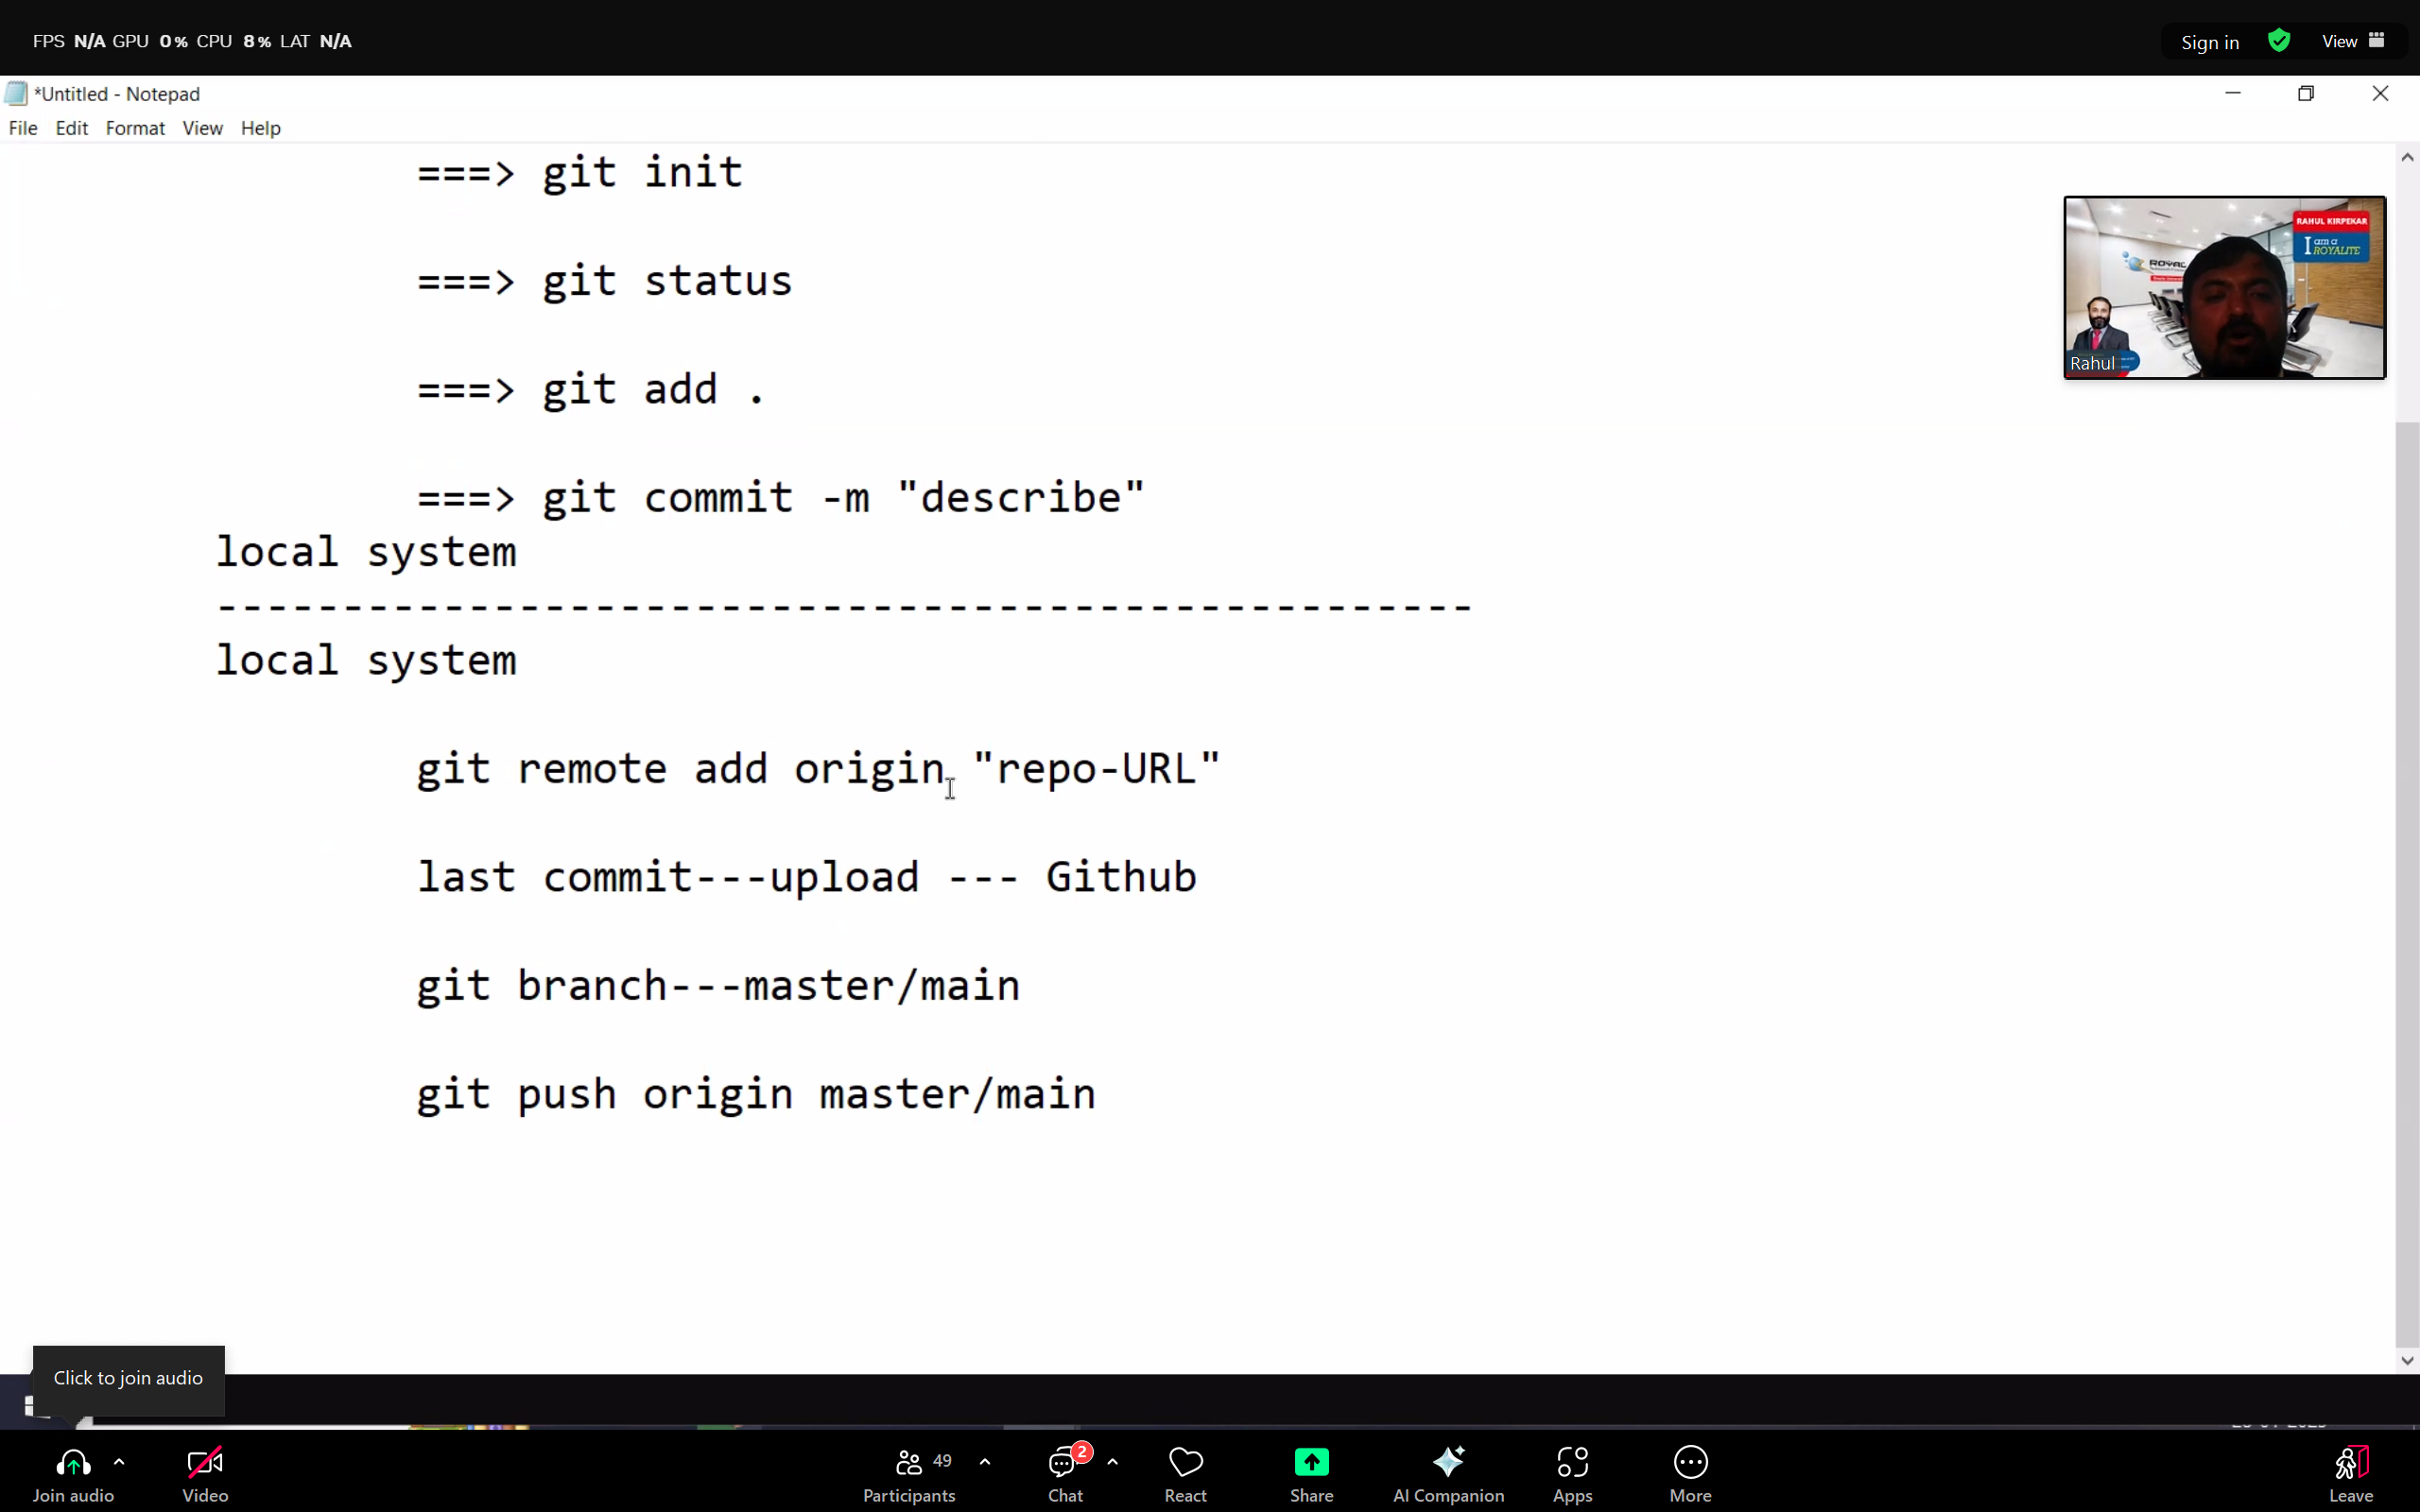 FPS N/A GPU 0% CPU 8% LAT N/A
Sign in View
*Untitled - Notepad
File Edit Format View Help
===> git init
===> git status
===> git add .
===> git commit -m "describe"
local system
--------------------------------------------------
local system
git remote add origin "repo-URL"
last commit---upload --- Github
git branch---master/main
git push origin master/main
RAHUL KIRPEKAR
I am a
ROYALITE
ROYAL
Rahul
Click to join audio
49
2
Join audio Video Participants Chat React Share AI Companion Apps More Leave